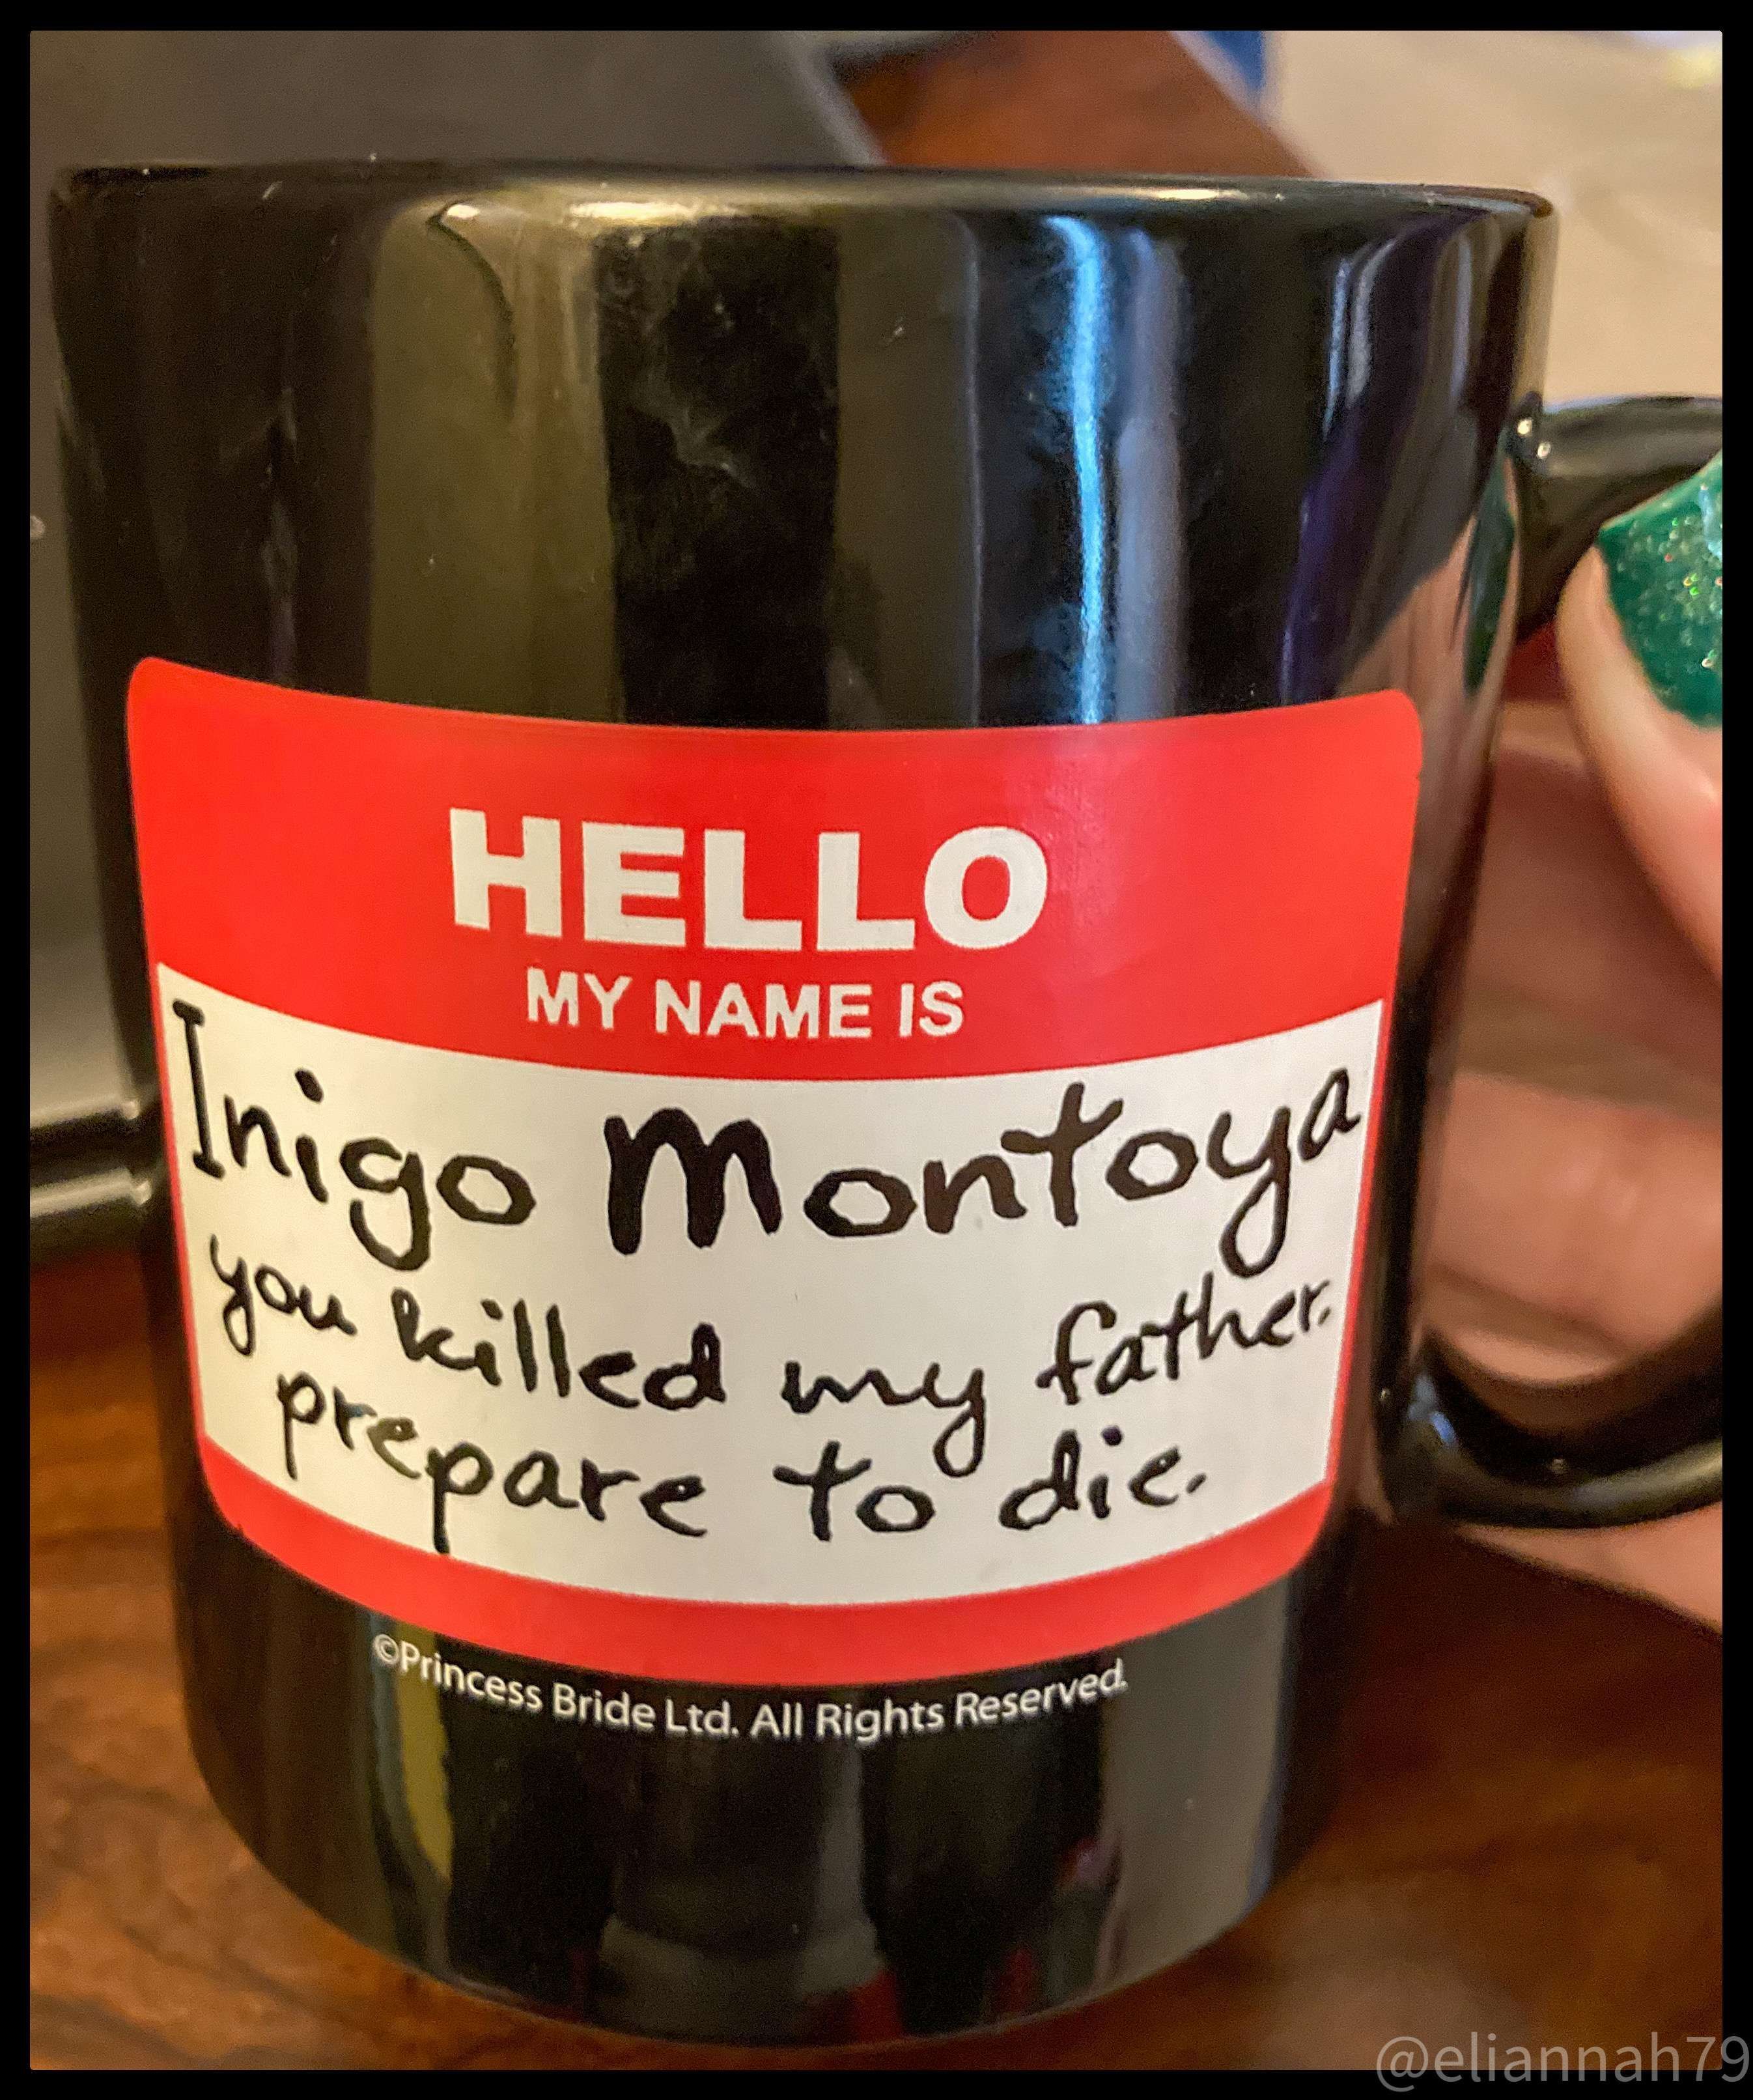 HELLO
MY NAME IS
Inigo Montoya
you killed my father.
prepare to die.
©Princess Bride Ltd. All Rights Reserved.
@eliannah79